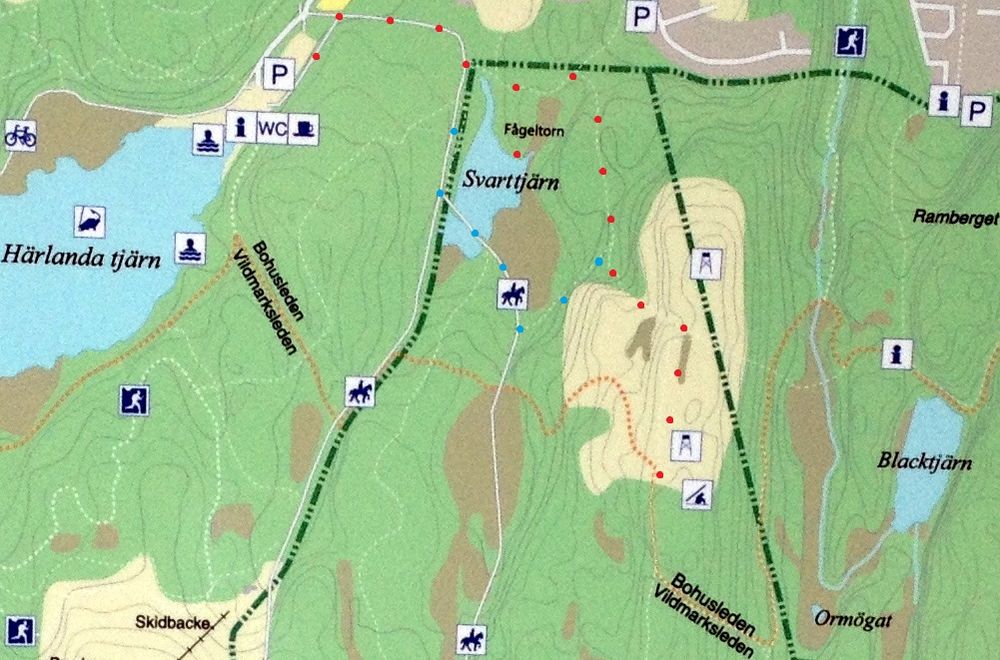 P
P
i
P
i WC
Fågeltorn
Svarttjärn
Ramberget
Härlanda tjärn
Bohusleden
Vildmarksleden
i
Blacktjärn
Bohusleden
Vildmarksleden
Ormögat
Skidbacke